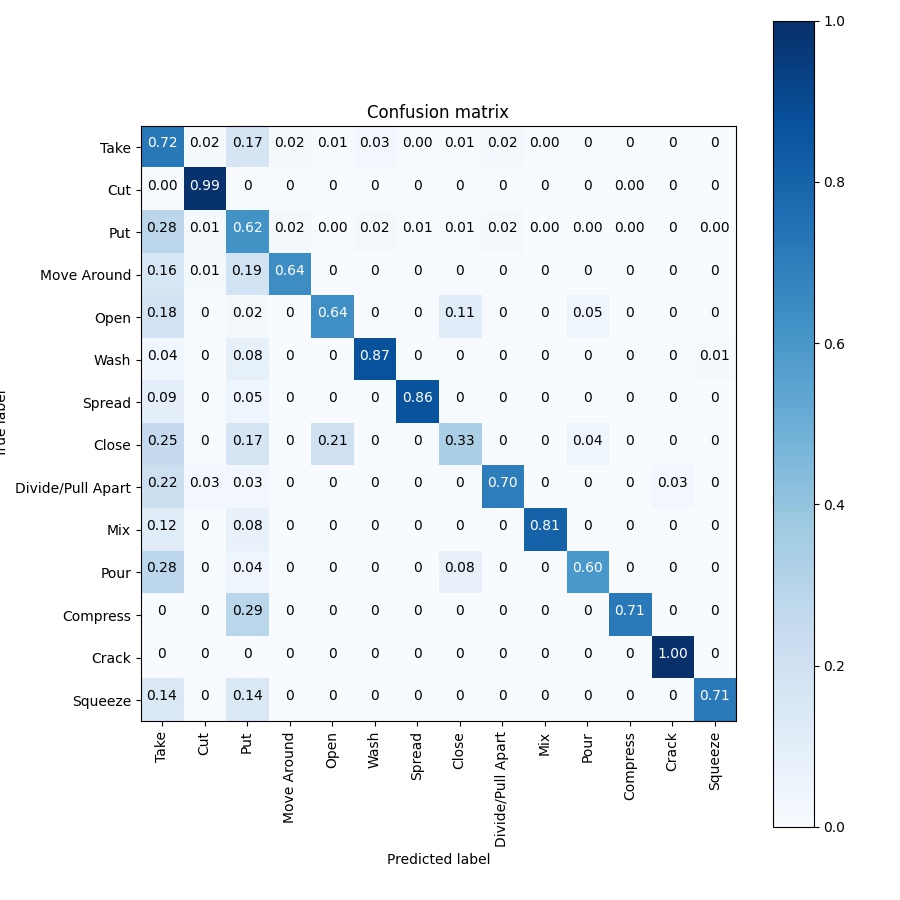 Confusion matrix
Take 0.72 0.02 0.17 0.02 0.01 0.03 0.00 0.01 0.02 0.00 0 0 0 0
Cut 0.00 0.99 0 0 0 0 0 0 0 0 0 0.00 0 0
Put 0.28 0.01 0.62 0.02 0.00 0.02 0.01 0.01 0.02 0.00 0.00 0.00 0 0.00
Move Around 0.16 0.01 0.19 0.64 0 0 0 0 0 0 0 0 0 0
Open 0.18 0 0.02 0 0.64 0 0 0.11 0 0 0.05 0 0 0
Wash 0.04 0 0.08 0 0 0.87 0 0 0 0 0 0 0 0.01
Spread 0.09 0 0.05 0 0 0 0.86 0 0 0 0 0 0 0
Close 0.25 0 0.17 0 0.21 0 0 0.33 0 0 0.04 0 0 0
Divide/Pull Apart 0.22 0.03 0.03 0 0 0 0 0 0.70 0 0 0 0.03 0
Mix 0.12 0 0.08 0 0 0 0 0 0 0.81 0 0 0 0
Pour 0.28 0 0.04 0 0 0 0 0.08 0 0 0.60 0 0 0
Compress 0 0 0.29 0 0 0 0 0 0 0 0 0.71 0 0
Crack 0 0 0 0 0 0 0 0 0 0 0 0 1.00 0
Squeeze 0.14 0 0.14 0 0 0 0 0 0 0 0 0 0 0.71
Take
Cut
Put
Move Around
Open
Wash
Spread
Close
Divide/Pull Apart
Mix
Pour
Compress
Crack
Squeeze
Predicted label
1.0
0.8
0.6
0.4
0.2
0.0